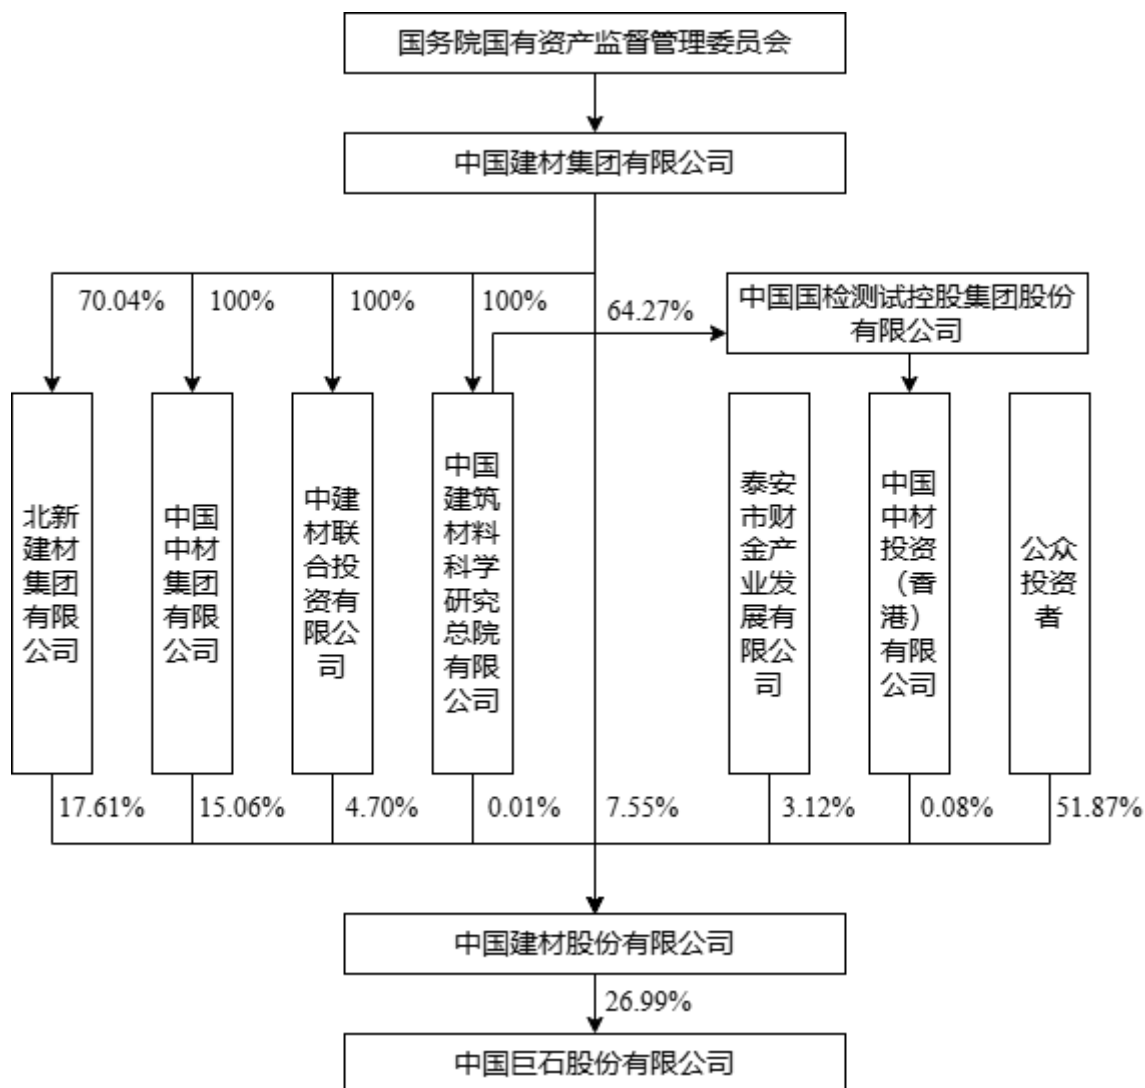 国务院国有资产监督管理委员会
中国建材集团有限公司
70.04%
100%
100%
100%
64.27%
中国国检测试控股集团股份
有限公司
北新
建材
集团
有限
公司
中国
中材
集团
有限
公司
中建
材联
合投
资有
限公
司
中国
建筑
材料
科学
研究
总院
有限
公司
泰安
市财
金产
业发
展有
限公
司
中国
中材
投资
（香
港）
有限
公司
公众
投资
者
17.61%
15.06%
4.70%
0.01%
7.55%
3.12%
0.08%
51.87%
中国建材股份有限公司
26.99%
中国巨石股份有限公司